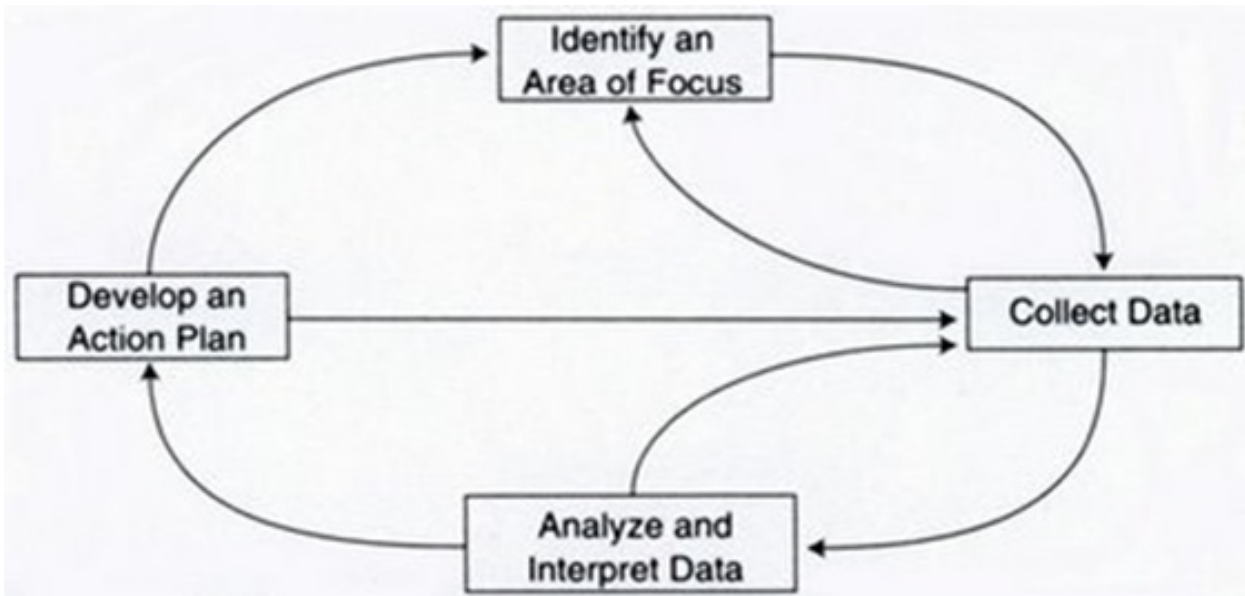 Identify an
Area of Focus
Develop an
Action Plan
Collect Data
Analyze and
Interpret Data